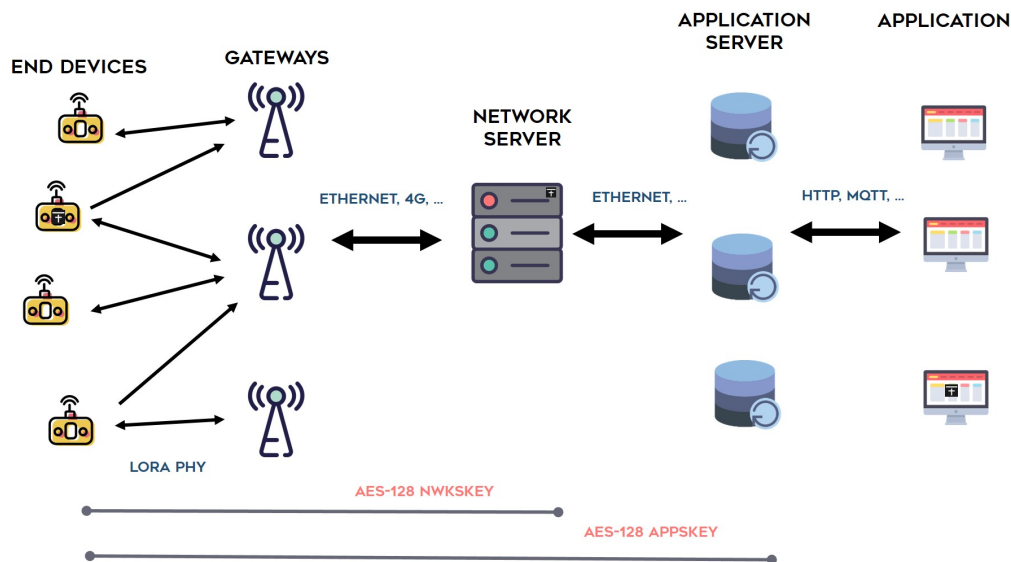 APPLICATION
SERVER
APPLICATION
GATEWAYS
END DEVICES
NETWORK
SERVER
ETHERNET, 4G, ...
ETHERNET, ...
HTTP, MQTT, ...
LORA PHY
AES-128 NWKSKEY
AES-128 APPSKEY